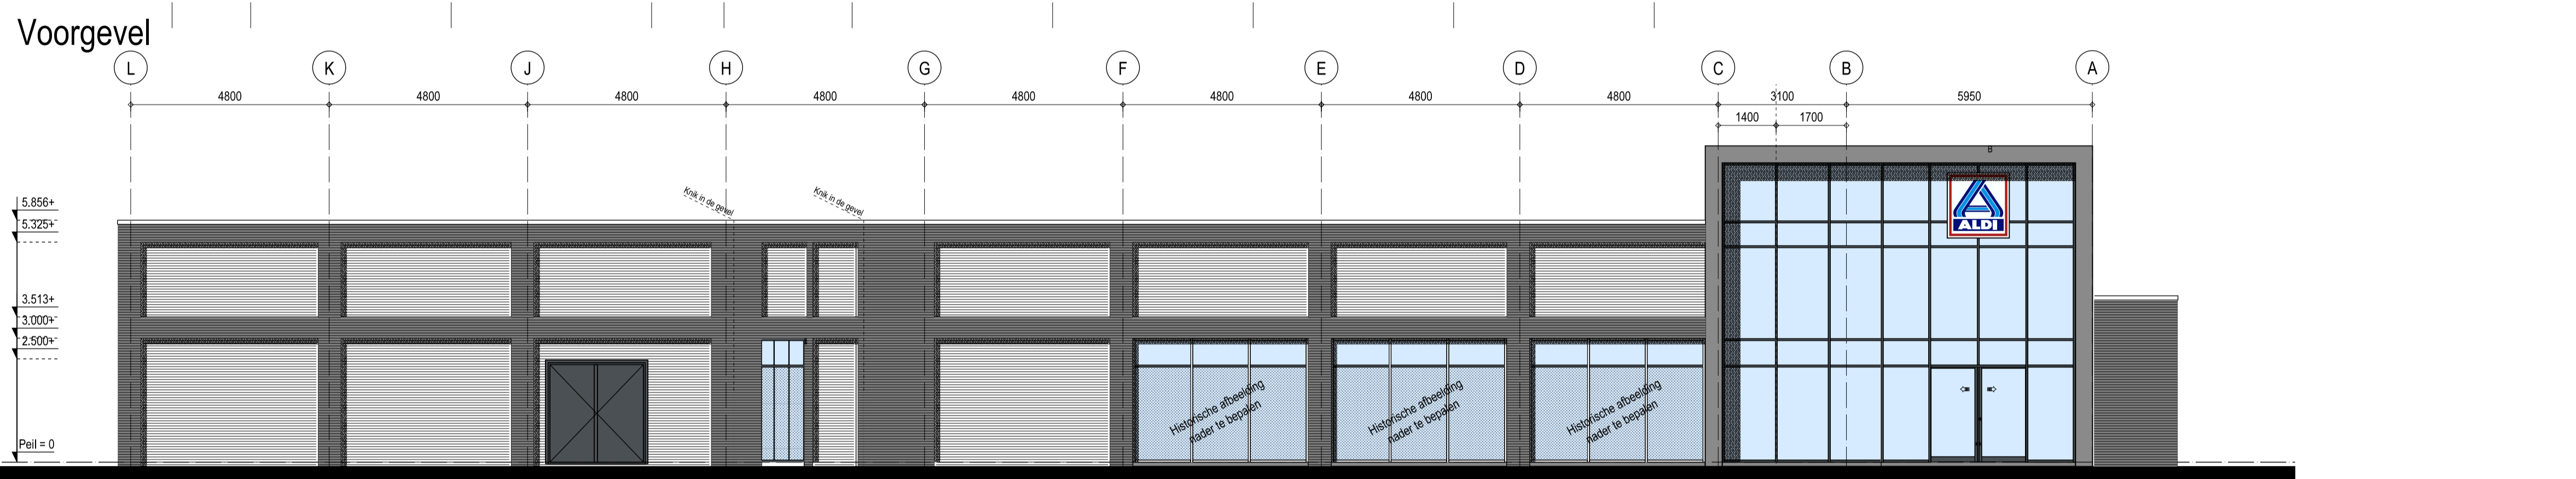 Voorgevel
L K J H G F E D C B A
4800 4800 4800 4800 4800 4800 4800 4800 3100 5950
1400 1700
B
Knik in de gevel
Knik in de gevel
5.856+
5.325+
3.513+
3.000+
2.500+
Peil = 0
ALDI
Historische afbeelding
nader te bepalen
Historische afbeelding
nader te bepalen
Historische afbeelding
nader te bepalen